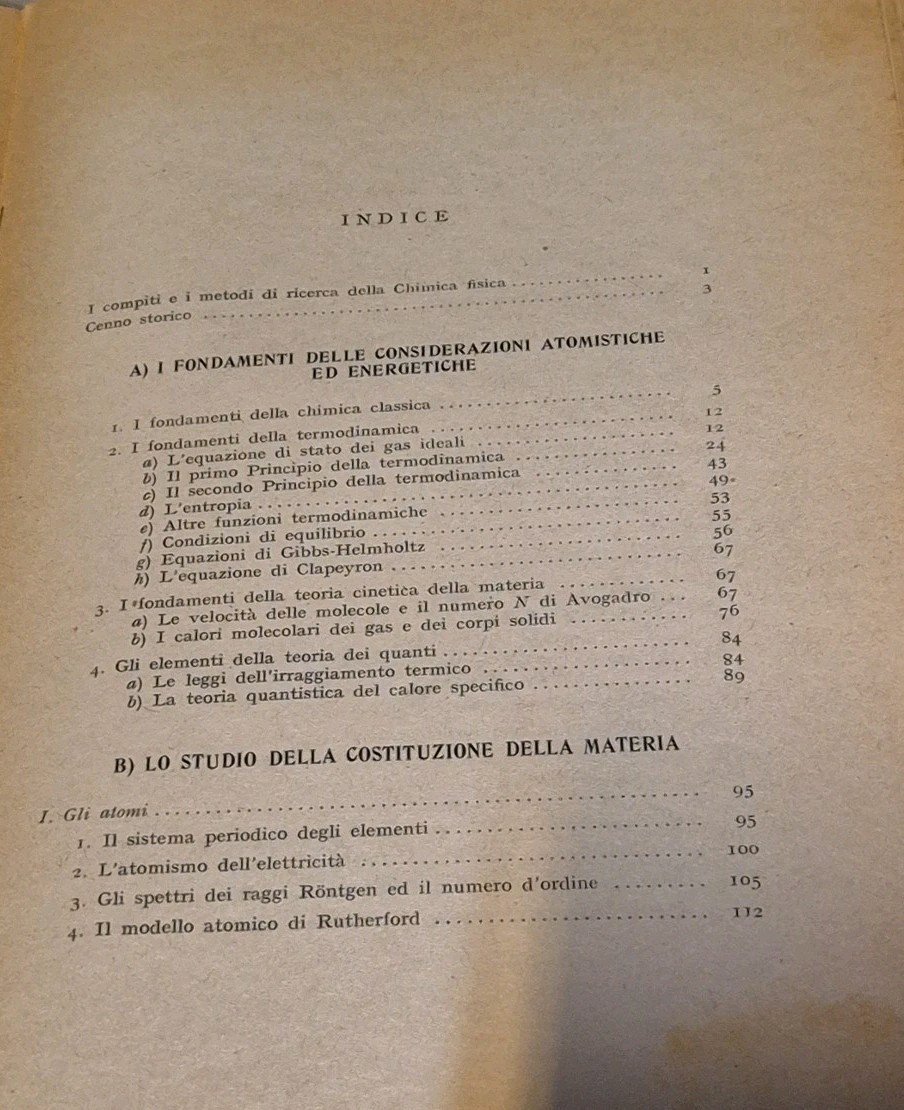 INDICE
I compiti e i metodi di ricerca della Chimica fisica . . . . . . . . . . . . . . . . 1
Cenno storico . . . . . . . . . . . . . . . . . . . . . . . . . . . . . . . . 3
A) I FONDAMENTI DELLE CONSIDERAZIONI ATOMISTICHE
ED ENERGETICHE
1. I fondamenti della chimica classica . . . . . . . . . . . . . . . . . . . . 5
2. I fondamenti della termodinamica . . . . . . . . . . . . . . . . . . . . 12
a) L'equazione di stato dei gas ideali . . . . . . . . . . . . . . . . . . 12
b) Il primo Principio della termodinamica . . . . . . . . . . . . . . . . 24
c) Il secondo Principio della termodinamica . . . . . . . . . . . . . . . 43
d) L'entropia . . . . . . . . . . . . . . . . . . . . . . . . . . . . . . 49
e) Altre funzioni termodinamiche . . . . . . . . . . . . . . . . . . . . 53
f) Condizioni di equilibrio . . . . . . . . . . . . . . . . . . . . . . . 55
g) Equazioni di Gibbs-Helmholtz . . . . . . . . . . . . . . . . . . . . 56
h) L'equazione di Clapeyron . . . . . . . . . . . . . . . . . . . . . . 67
3. I fondamenti della teoria cinetica della materia . . . . . . . . . . . . 67
a) Le velocità delle molecole e il numero N di Avogadro . . . 67
b) I calori molecolari dei gas e dei corpi solidi . . . . . . . . . . . 76
4. Gli elementi della teoria dei quanti . . . . . . . . . . . . . . . . . . . 84
a) Le leggi dell'irraggiamento termico . . . . . . . . . . . . . . . . . 84
b) La teoria quantistica del calore specifico . . . . . . . . . . . . . . 89
B) LO STUDIO DELLA COSTITUZIONE DELLA MATERIA
I. Gli atomi . . . . . . . . . . . . . . . . . . . . . . . . . . . . . . . . 95
1. Il sistema periodico degli elementi . . . . . . . . . . . . . . . . . . . 95
2. L'atomismo dell'elettricità . . . . . . . . . . . . . . . . . . . . . . . 100
3. Gli spettri dei raggi Röntgen ed il numero d'ordine . . . . . . . . . 105
4. Il modello atomico di Rutherford . . . . . . . . . . . . . . . . . . . . 112